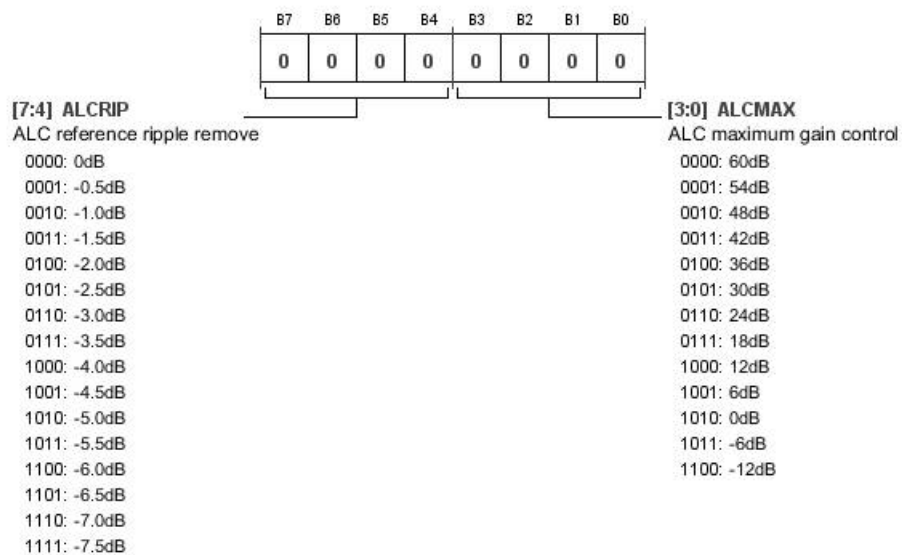 B7 B6 B5 B4 B3 B2 B1 B0
0 0 0 0 0 0 0 0
[7:4] ALCRIP
ALC reference ripple remove
0000: 0dB
0001: -0.5dB
0010: -1.0dB
0011: -1.5dB
0100: -2.0dB
0101: -2.5dB
0110: -3.0dB
0111: -3.5dB
1000: -4.0dB
1001: -4.5dB
1010: -5.0dB
1011: -5.5dB
1100: -6.0dB
1101: -6.5dB
1110: -7.0dB
1111: -7.5dB
[3:0] ALCMAX
ALC maximum gain control
0000: 60dB
0001: 54dB
0010: 48dB
0011: 42dB
0100: 36dB
0101: 30dB
0110: 24dB
0111: 18dB
1000: 12dB
1001: 6dB
1010: 0dB
1011: -6dB
1100: -12dB